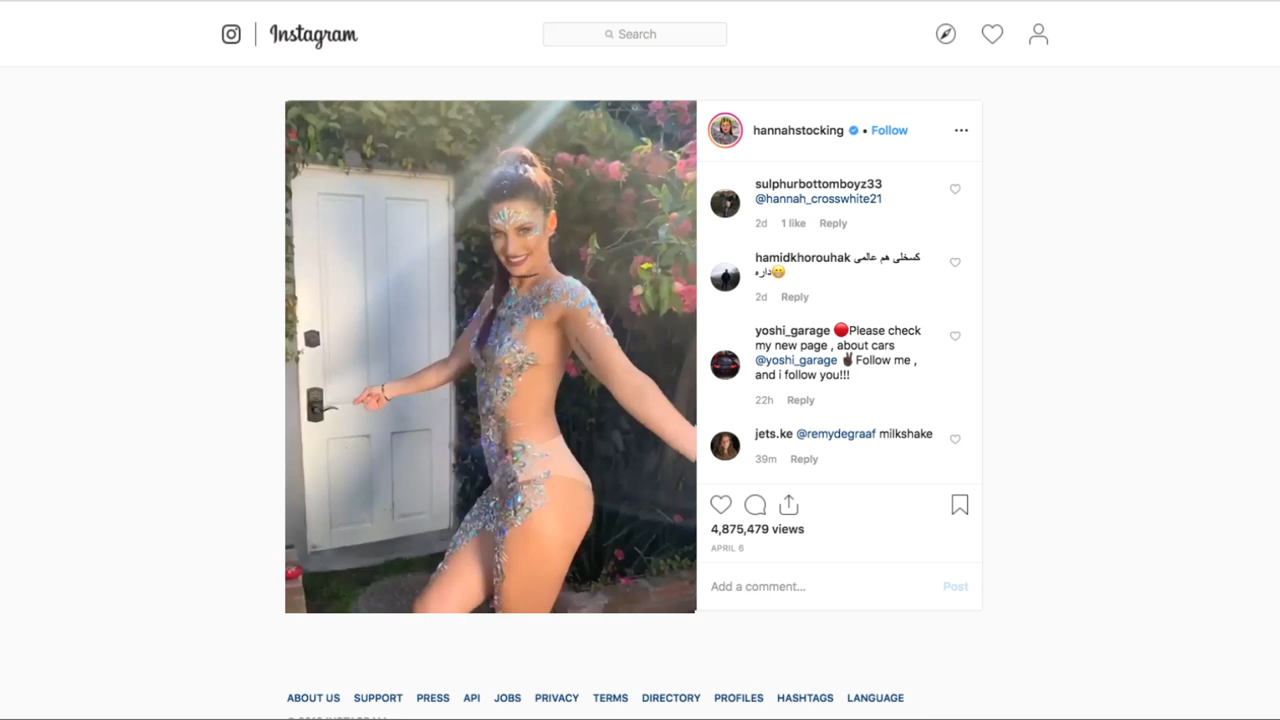 Instagram
Search
hannahstocking • Follow
sulphurbottomboyz33
@hannah_crosswhite21
2d 1 like Reply
hamidkhorouhak کسخلی هم عالمی
داره😁
2d Reply
yoshi_garage 🔴Please check
my new page , about cars
@yoshi_garage ✌🏿Follow me ,
and i follow you!!!
22h Reply
jets.ke @remydegraaf milkshake
39m Reply
4,875,479 views
APRIL 6
Add a comment... Post
ABOUT US SUPPORT PRESS API JOBS PRIVACY TERMS DIRECTORY PROFILES HASHTAGS LANGUAGE